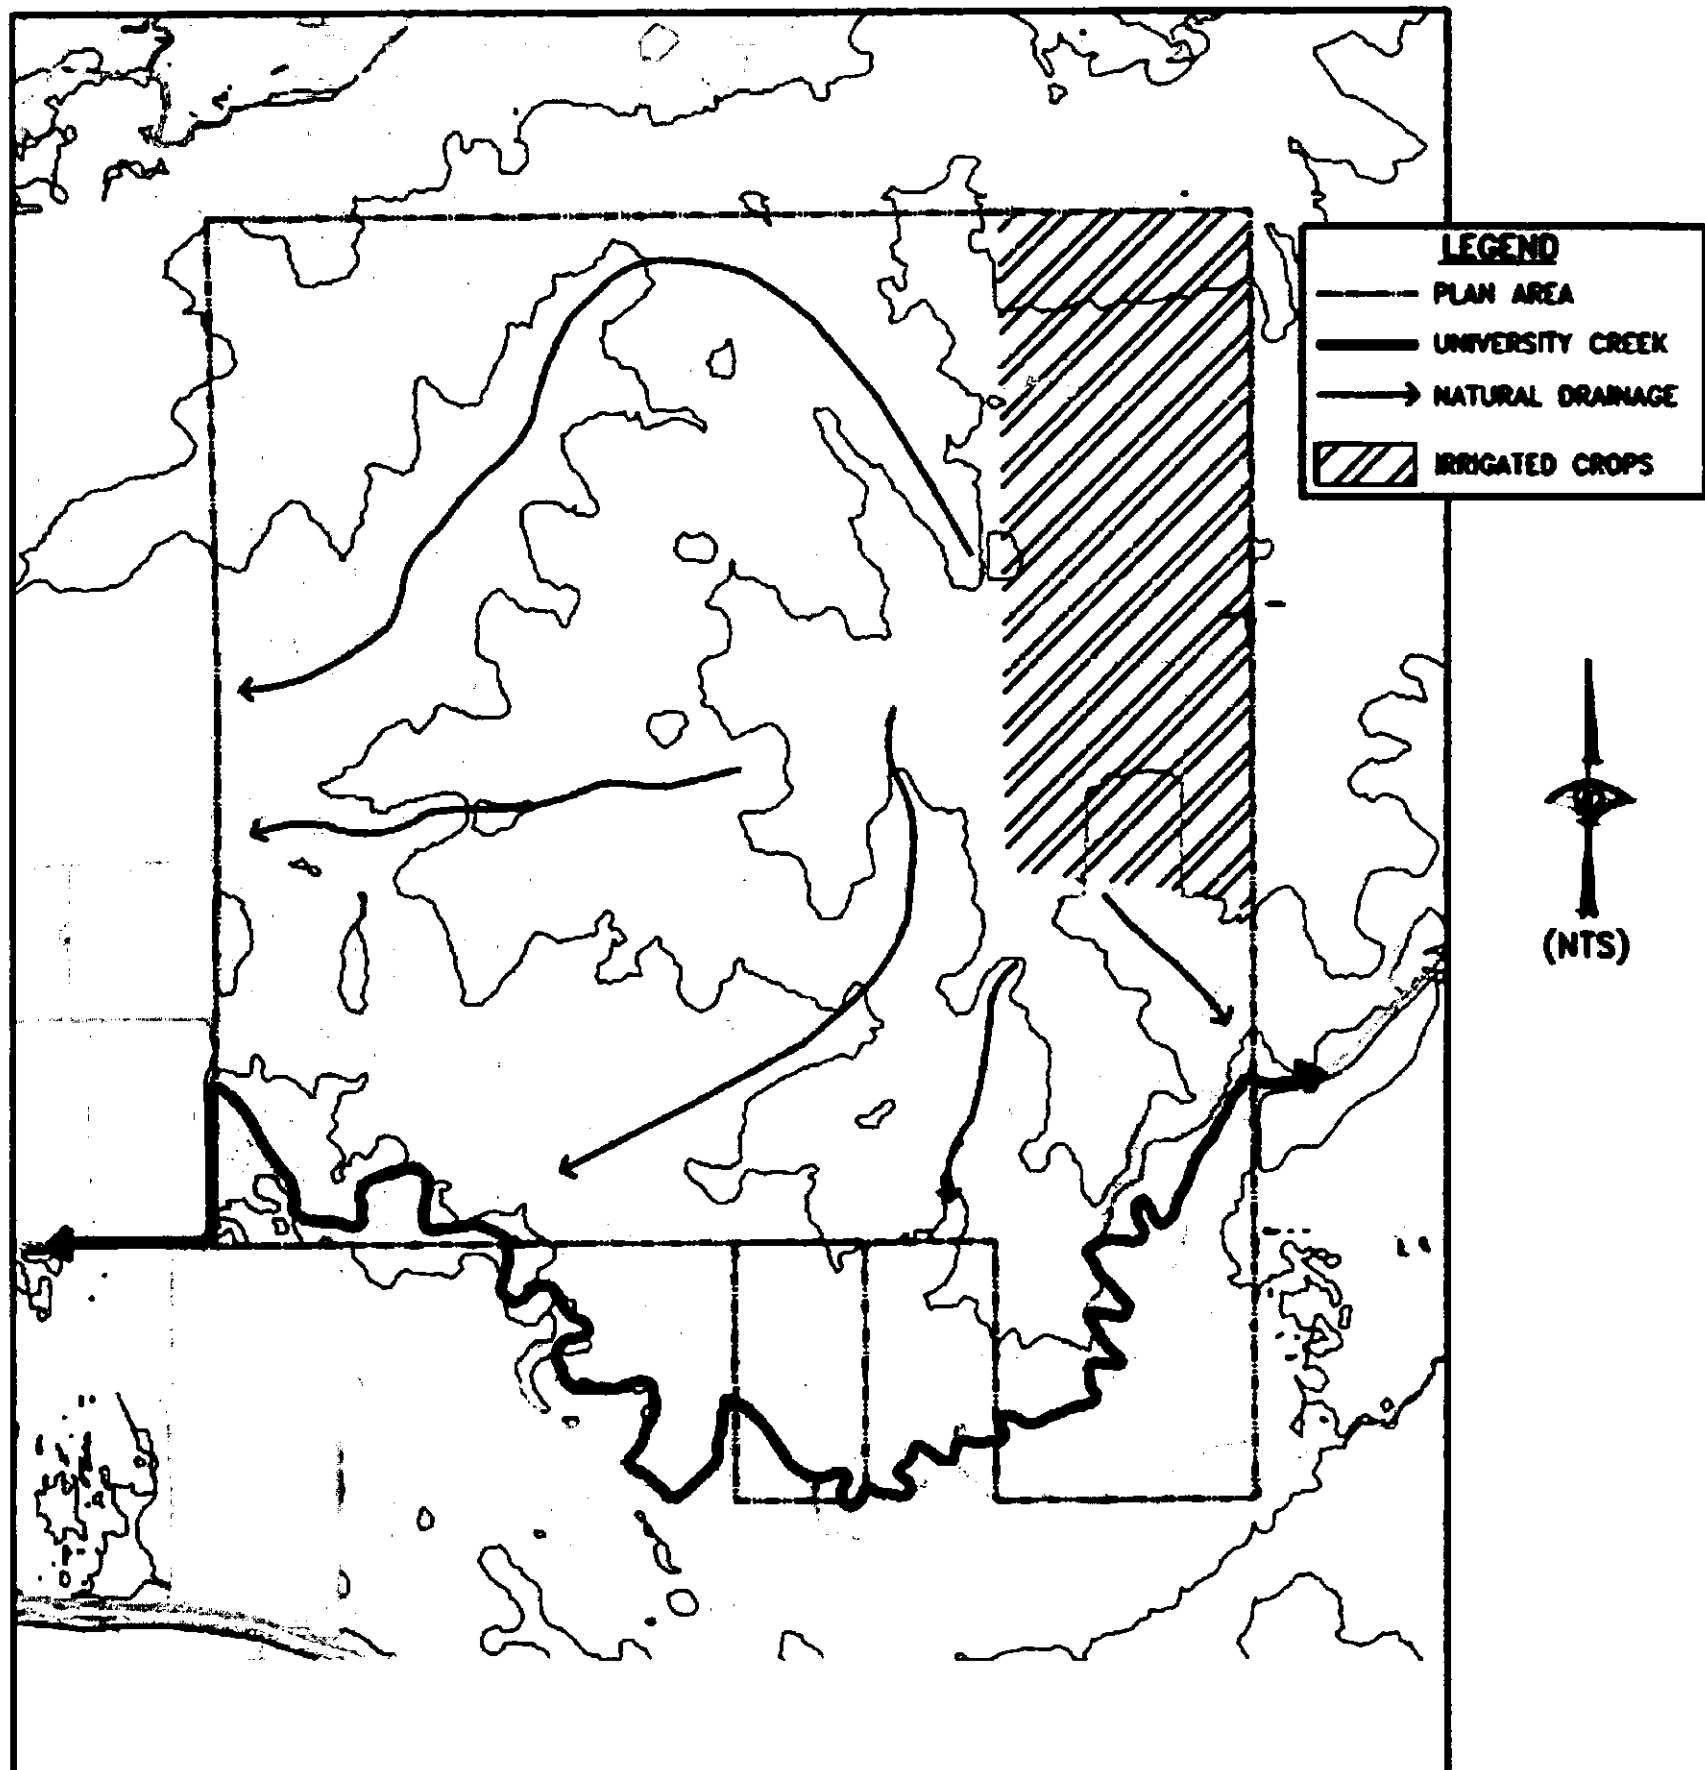 LEGEND
PLAN AREA
UNIVERSITY CREEK
NATURAL DRAINAGE
IRRIGATED CROPS
(NTS)